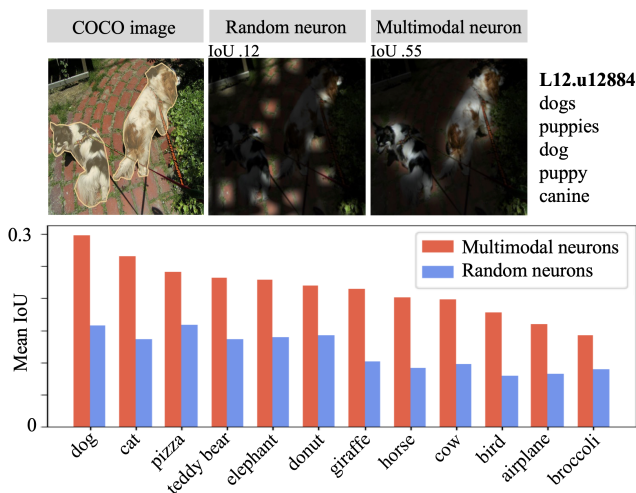 COCO image
Random neuron
Multimodal neuron
IoU .12
IoU .55
L12.u12884
dogs
puppies
dog
puppy
canine
0.3
Mean IoU
0
Multimodal neurons
Random neurons
dog
cat
pizza
teddy bear
elephant
donut
giraffe
horse
cow
bird
airplane
broccoli